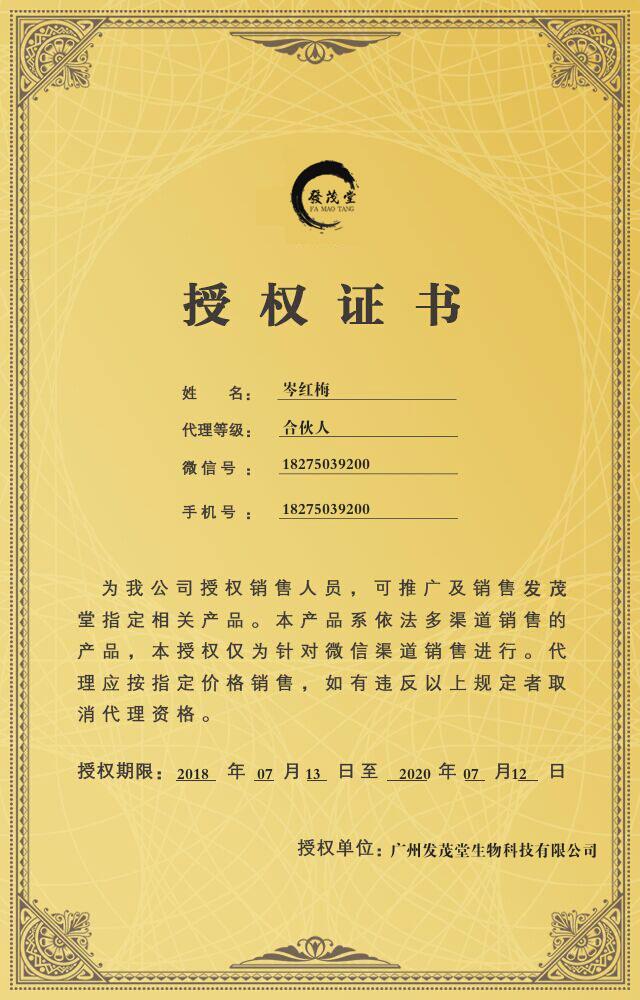 發茂堂
FA MAO TANG
授权证书
姓名：岑红梅
代理等级：合伙人
微信号：18275039200
手机号：18275039200
为我公司授权销售人员，可推广及销售发茂
堂指定相关产品。本产品系依法多渠道销售的
产品，本授权仅为针对微信渠道销售进行。代
理应按指定价格销售，如有违反以上规定者取
消代理资格。
授权期限：2018 年 07 月 13 日至 2020 年 07 月 12 日
授权单位：广州发茂堂生物科技有限公司